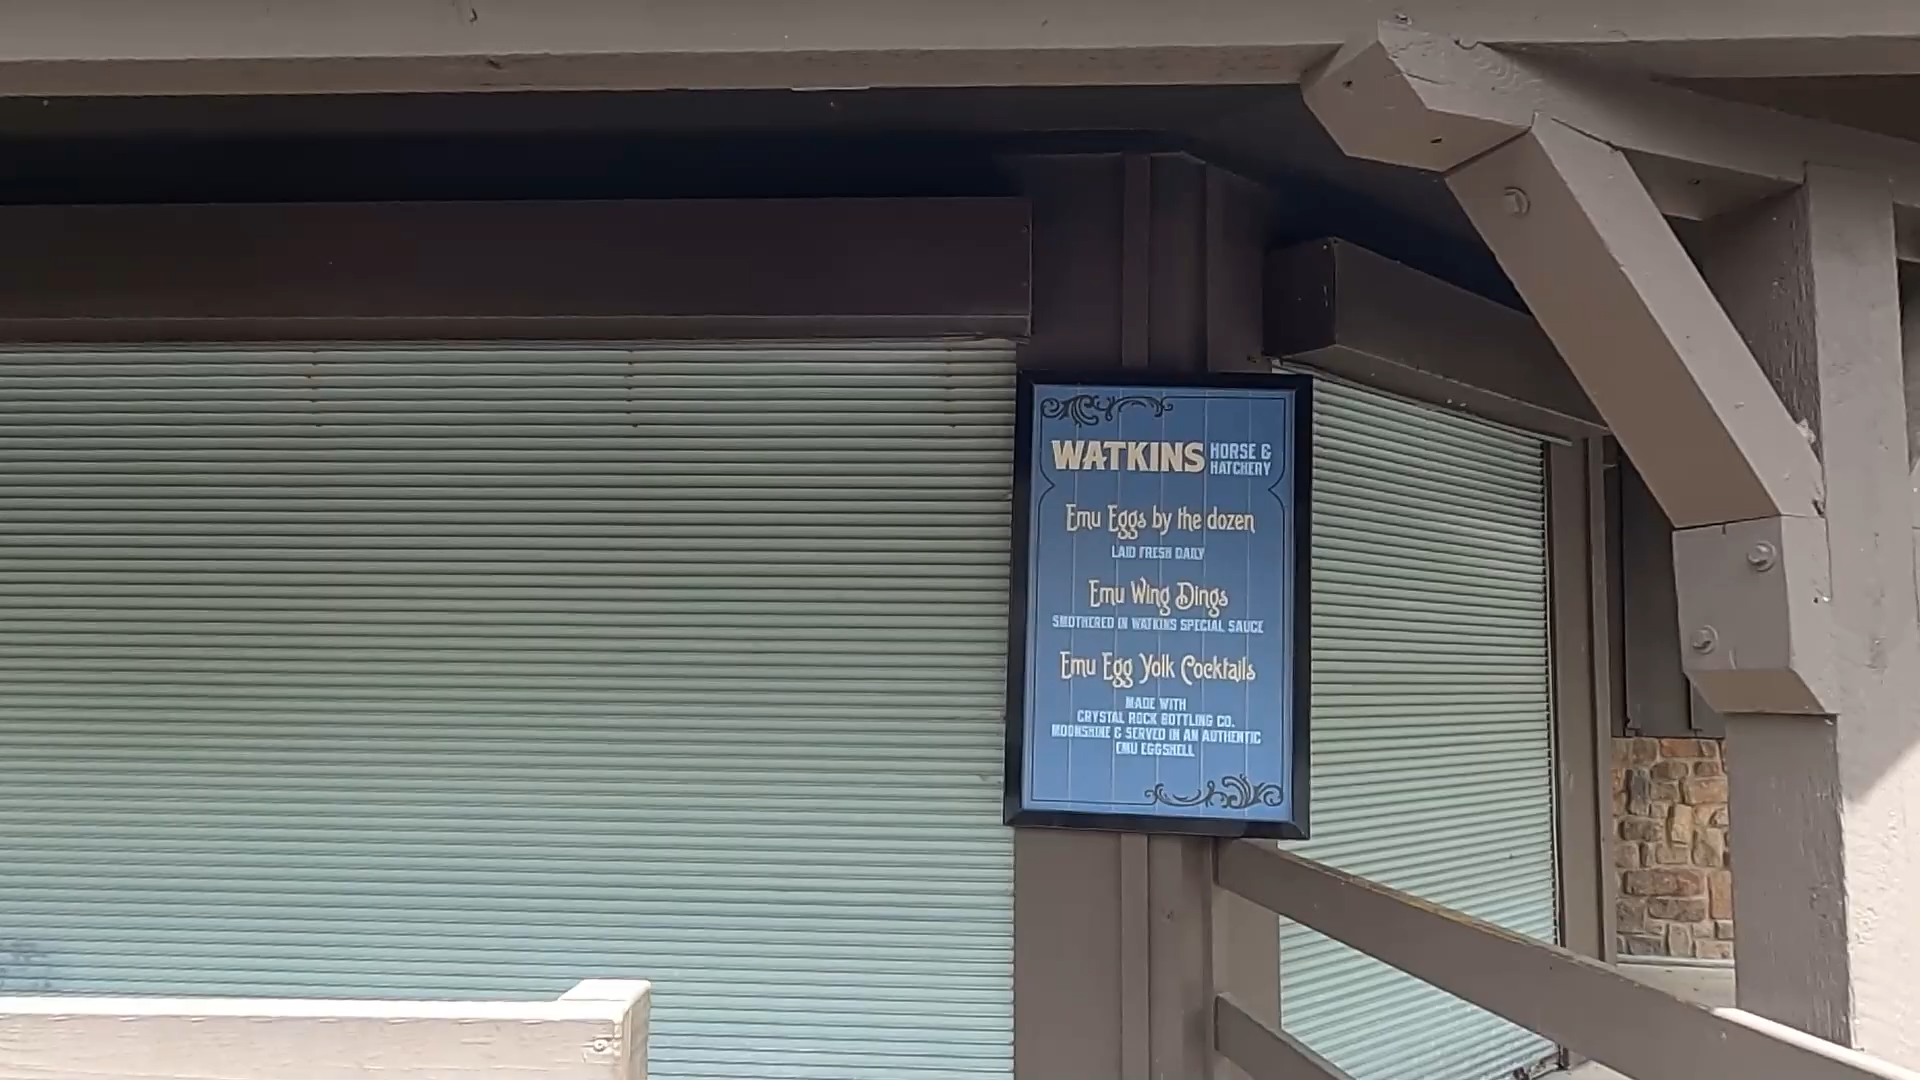 WATKINS HORSE &
HATCHERY
Emu Eggs by the dozen
LAID FRESH DAILY
Emu Wing Dings
SMOTHERED IN WATKINS SPECIAL SAUCE
Emu Egg Yolk Cocktails
MADE WITH
CRYSTAL ROCK BOTTLING CO.
MOONSHINE & SERVED IN AN AUTHENTIC
EMU EGGSHELL